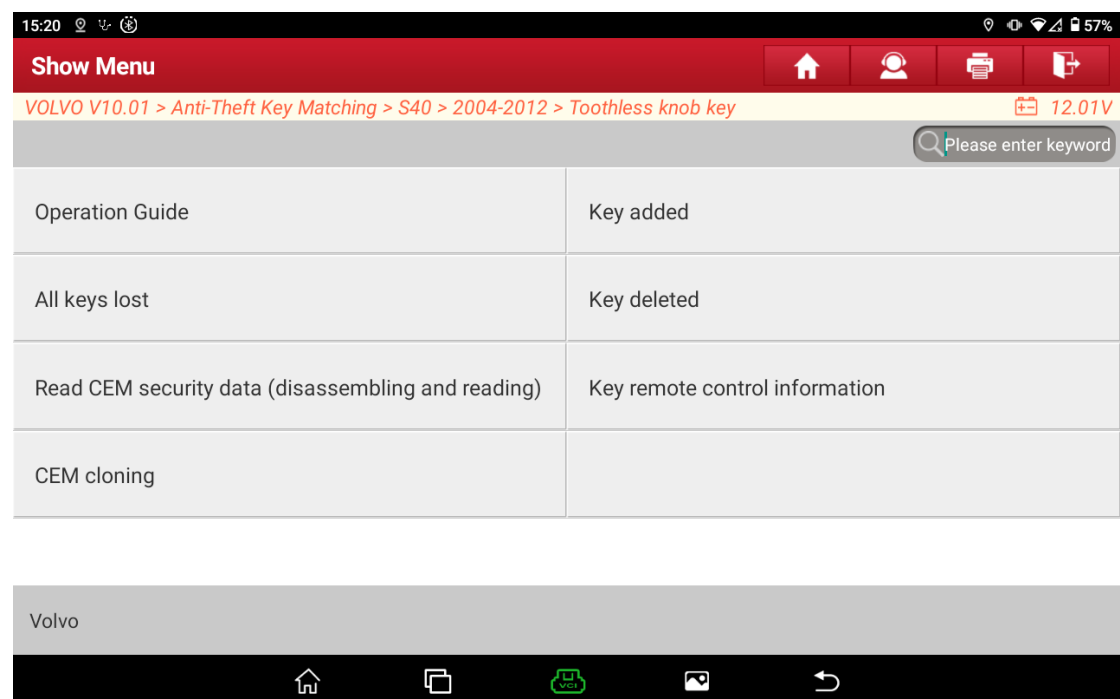 15:20 57%
Show Menu
VOLVO V10.01 > Anti-Theft Key Matching > S40 > 2004-2012 > Toothless knob key 12.01V
Please enter keyword
Operation Guide Key added
All keys lost Key deleted
Read CEM security data (disassembling and reading) Key remote control information
CEM cloning
Volvo
VCI